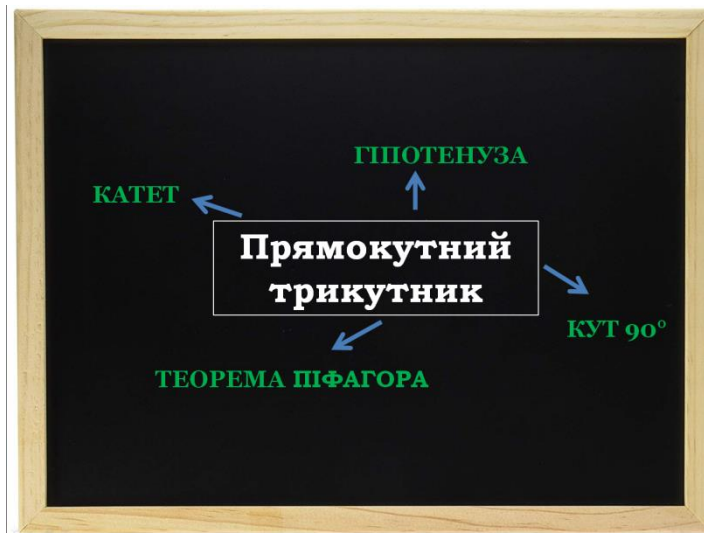 ГІПОТЕНУЗА
КАТЕТ
Прямокутний
трикутник
КУТ 90°
ТЕОРЕМА ПІФАГОРА